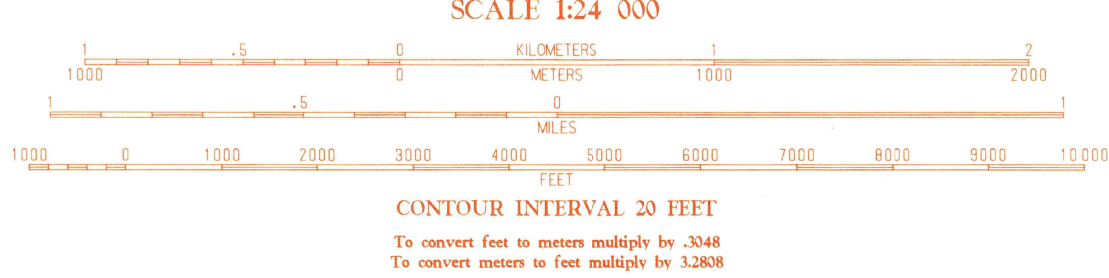 SCALE 1:24 000
1 .5 0 KILOMETERS 1 2
1000 0 METERS 1000 2000
1 .5 0 1
MILES
1000 0 1000 2000 3000 4000 5000 6000 7000 8000 9000 10 000
FEET
CONTOUR INTERVAL 20 FEET
To convert feet to meters multiply by .3048
To convert meters to feet multiply by 3.2808